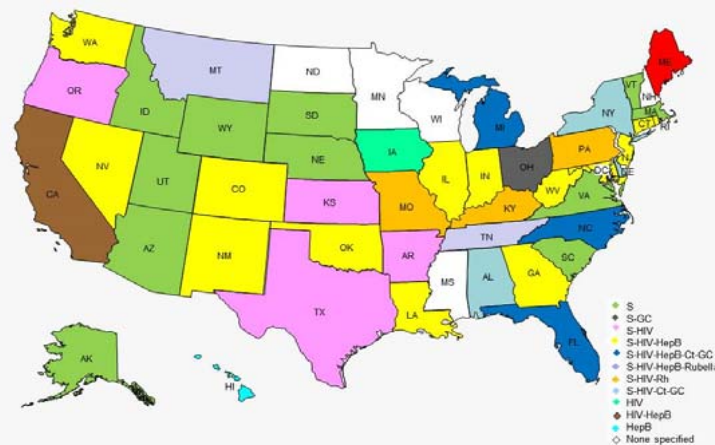 WA
ME
MT
ND
VT
NH
OR
MN
ID
SD
WI
NY
MA
WY
MI
CT
RI
IA
PA
NE
NJ
NV
OH
IL
IN
DC
DE
UT
CO
WV
CA
VA
KS
MO
KY
NC
TN
OK
AZ
NM
AR
SC
MS
AL
GA
TX
LA
FL
AK
HI
S
S-GC
S-HIV
S-HIV-HepB
S-HIV-HepB-Ct-GC
S-HIV-HepB-Rubella
S-HIV-Rh
S-HIV-Ct-GC
HIV
HIV-HepB
HepB
None specified